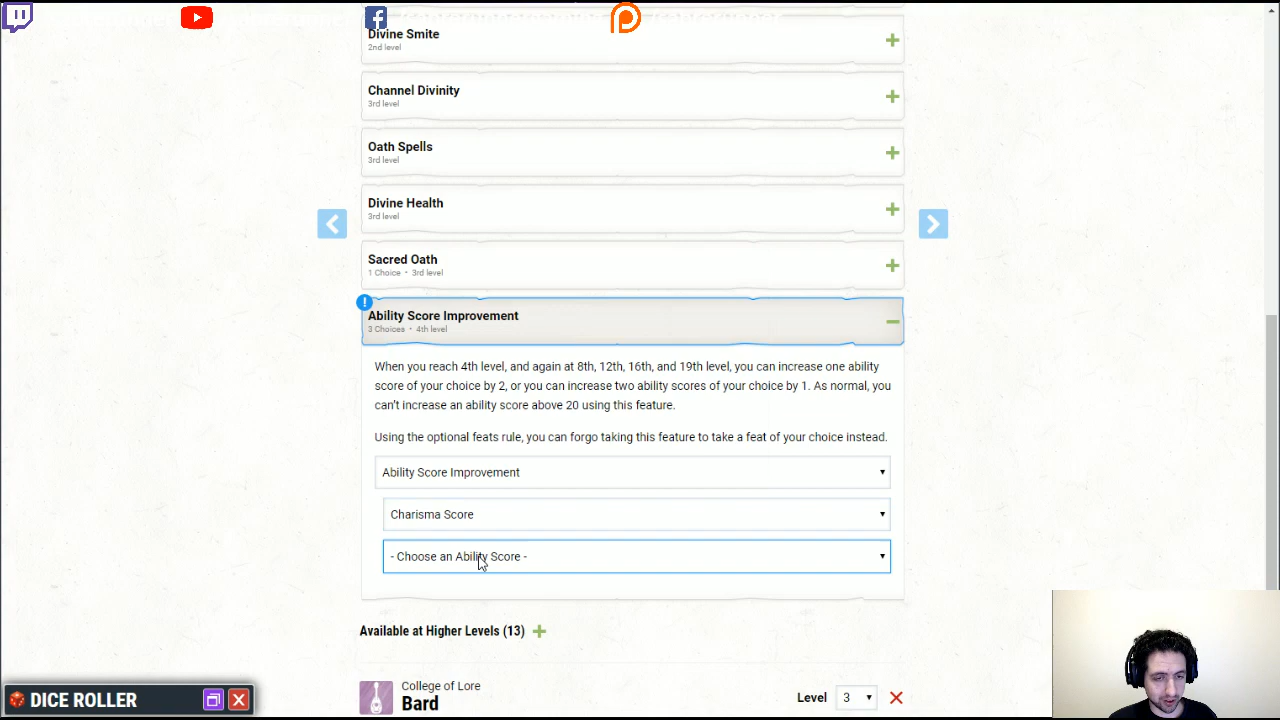 Divine Smite
2nd level
Channel Divinity
3rd level
Oath Spells
3rd level
Divine Health
3rd level
Sacred Oath
1 Choice • 3rd level
!
Ability Score Improvement
3 Choices • 4th level
When you reach 4th level, and again at 8th, 12th, 16th, and 19th level, you can increase one ability
score of your choice by 2, or you can increase two ability scores of your choice by 1. As normal, you
can't increase an ability score above 20 using this feature.
Using the optional feats rule, you can forgo taking this feature to take a feat of your choice instead.
Ability Score Improvement
Charisma Score
- Choose an Ability Score -
Available at Higher Levels (13)
College of Lore
Bard
Level 3
DICE ROLLER